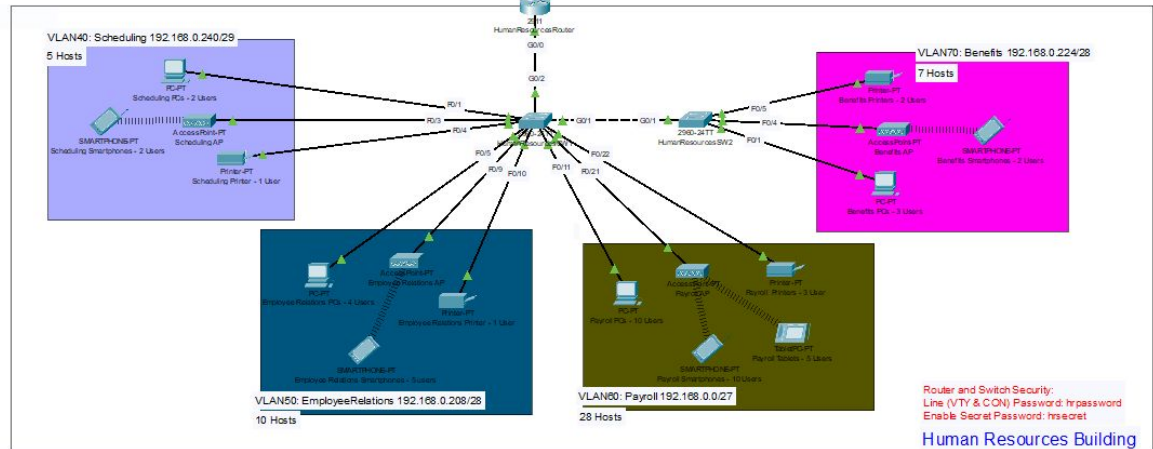 2911
HumanResourcesRouter
G0/0
G0/2
VLAN40: Scheduling 192.168.0.240/29
5 Hosts
PC-PT
Scheduling PCs - 2 Users
SMARTPHONE-PT
Scheduling Smartphones - 2 Users
AccessPoint-PT
Scheduling AP
Printer-PT
Scheduling Printer - 1 User
F0/1
F0/3
F0/4
F0/5
F0/9
F0/10
F0/11
F0/21
F0/22
G0/1
G0/1
2960-24TT
HumanResourcesSW2
F0/5
F0/4
F0/1
VLAN70: Benefits 192.168.0.224/28
7 Hosts
Printer-PT
Benefits Printers - 2 Users
AccessPoint-PT
Benefits AP
SMARTPHONE-PT
Benefits Smartphones - 2 Users
PC-PT
Benefits PCs - 3 Users
PC-PT
EmployeeRelations PCs - 4 Users
AccessPoint-PT
EmployeeRelations AP
Printer-PT
EmployeeRelations Printer - 1 User
SMARTPHONE-PT
Employee Relations Smartphones - 5 Users
VLAN50: EmployeeRelations 192.168.0.208/28
10 Hosts
PC-PT
Payroll PCs - 10 Users
AccessPoint-PT
Payroll AP
Printer-PT
Payroll Printers - 3 User
TabletPC-PT
Payroll Tablets - 5 Users
SMARTPHONE-PT
Payroll Smartphones - 10 Users
VLAN60: Payroll 192.168.0.0/27
28 Hosts
Router and Switch Security:
Line (VTY & CON) Password: hrpassword
Enable Secret Password: hrsecret
Human Resources Building